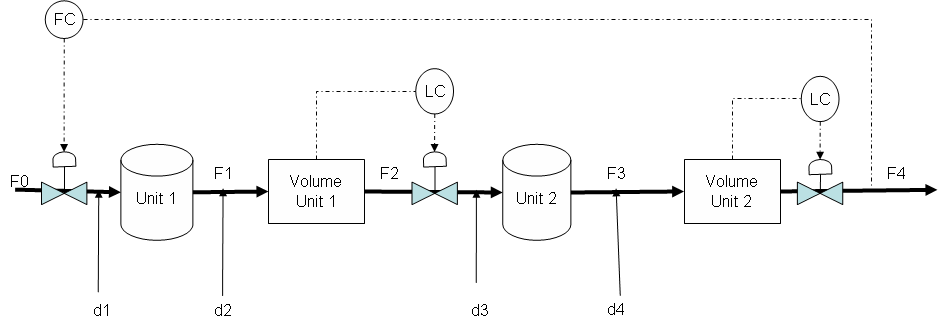 FC
LC
LC
F0
Unit 1
F1
Volume
Unit 1
F2
Unit 2
F3
Volume
Unit 2
F4
d1
d2
d3
d4